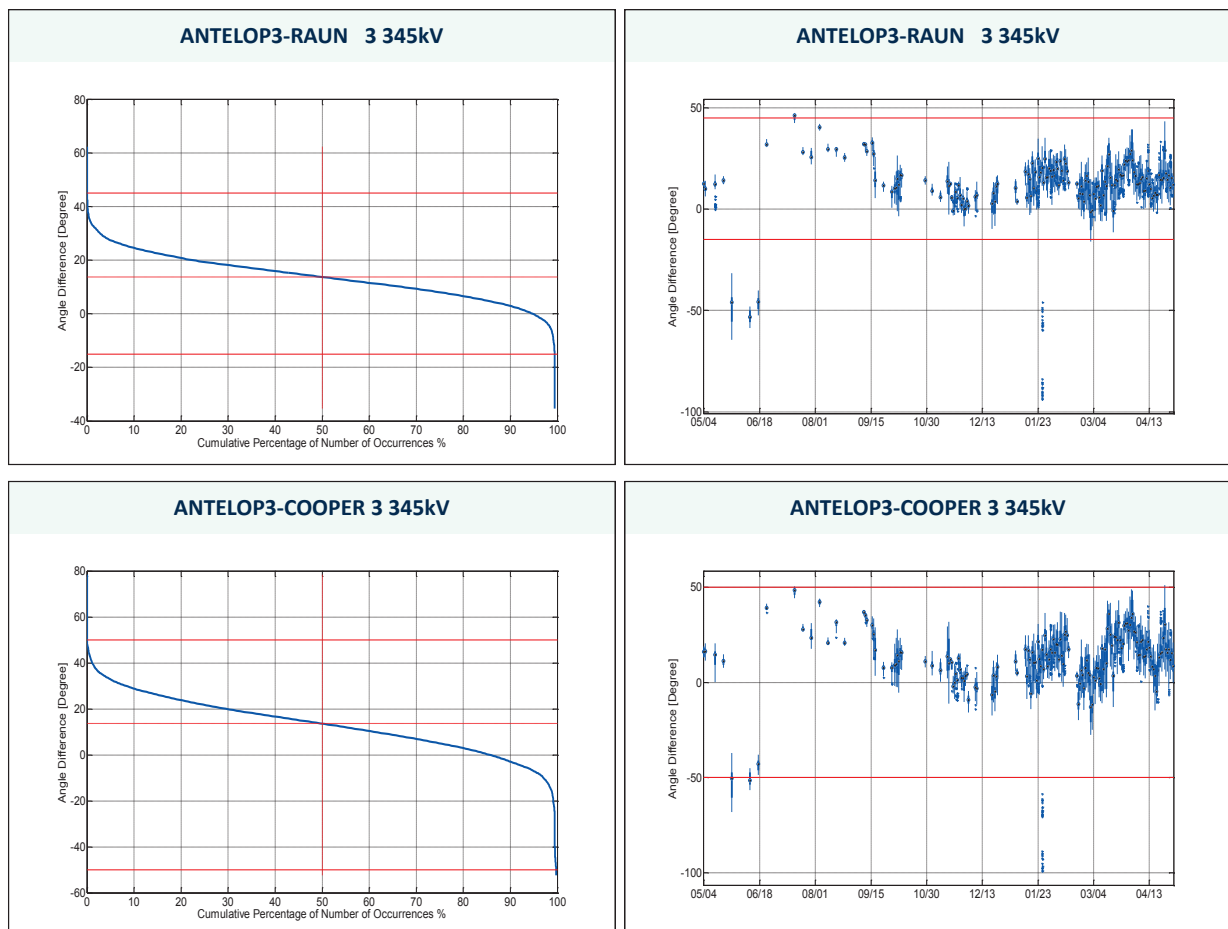 ANTELOP3-RAUN   3 345kV
80
60
40
20
0
-20
-40
Angle Difference [Degree]
0 10 20 30 40 50 60 70 80 90 100
Cumulative Percentage of Number of Occurrences %
ANTELOP3-RAUN   3 345kV
50
0
-50
-100
Angle Difference [Degree]
05/04 06/18 08/01 09/15 10/30 12/13 01/23 03/04 04/13
ANTELOP3-COOPER 3 345kV
80
60
40
20
0
-20
-40
-60
Angle Difference [Degree]
0 10 20 30 40 50 60 70 80 90 100
Cumulative Percentage of Number of Occurrences %
ANTELOP3-COOPER 3 345kV
50
0
-50
-100
Angle Difference [Degree]
05/04 06/18 08/01 09/15 10/30 12/13 01/23 03/04 04/13